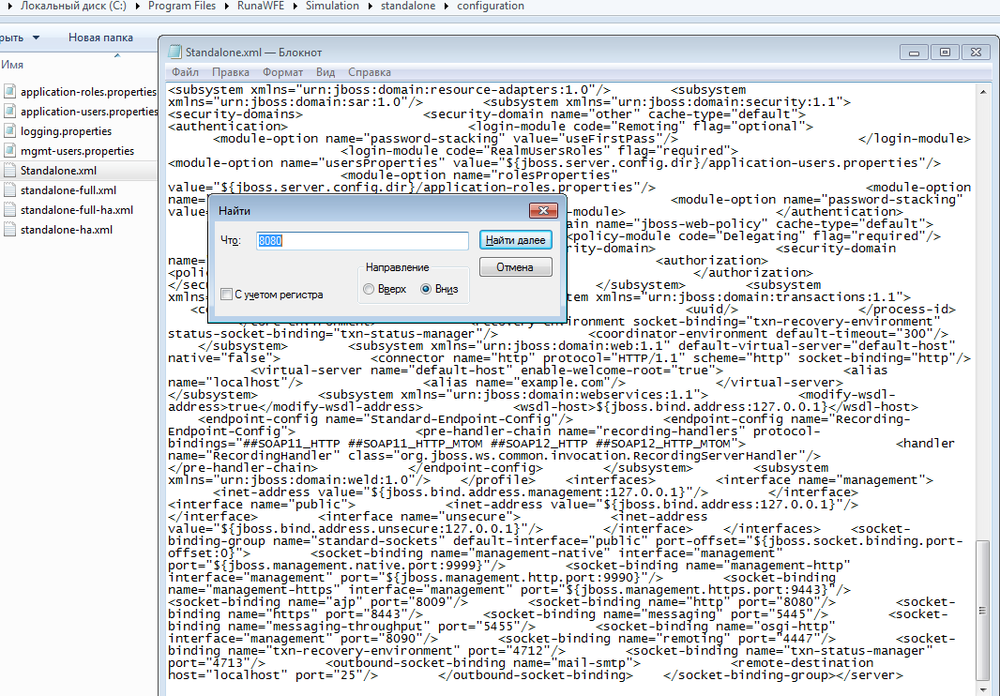 Локальный диск (C:) Program Files RunaWFE Simulation standalone configuration
рыть Новая папка
Имя
application-roles.properties
application-users.properties
logging.properties
mgmt-users.properties
Standalone.xml
standalone-full.xml
standalone-full-ha.xml
standalone-ha.xml
Standalone.xml — Блокнот
Файл Правка Формат Вид Справка
<subsystem xmlns="urn:jboss:domain:resource-adapters:1.0"/> <subsystem
xmlns="urn:jboss:domain:sar:1.0"/> <subsystem xmlns="urn:jboss:domain:security:1.1">
<security-domains> <security-domain name="other" cache-type="default">
<authentication> <login-module code="Remoting" flag="optional">
<module-option name="password-stacking" value="useFirstPass"/> </login-module>
<login-module code="RealmUsersRoles" flag="required">
<module-option name="usersProperties" value="${jboss.server.config.dir}/application-users.properties"/>
<module-option name="rolesProperties"
value="${jboss.server.config.dir}/application-roles.properties"/> <module-option
name= <module-option name="password-stacking"
value= -module> </authentication>
in name="jboss-web-policy" cache-type="default">
<policy-module code="Delegating" flag="required"/>
curity-domain> <security-domain
name= <authorization>
<polic </authorization>
</secu </subsystem>
xmlns= em xmlns="urn:jboss:domain:transactions:1.1">
<co <uuid/> </process-id>
</core-environment> <recovery-environment socket-binding="txn-recovery-environment"
status-socket-binding="txn-status-manager"/> <coordinator-environment default-timeout="300"/>
</subsystem> <subsystem xmlns="urn:jboss:domain:web:1.1" default-virtual-server="default-host"
native="false"> <connector name="http" protocol="HTTP/1.1" scheme="http" socket-binding="http"/>
<virtual-server name="default-host" enable-welcome-root="true"> <alias
name="localhost"/> <alias name="example.com"/> </virtual-server>
</subsystem> <subsystem xmlns="urn:jboss:domain:webservices:1.1"> <modify-wsdl-
address>true</modify-wsdl-address> <wsdl-host>${jboss.bind.address:127.0.0.1}</wsdl-host>
<endpoint-config name="Standard-Endpoint-Config"/> <endpoint-config name="Recording-
Endpoint-Config"> <pre-handler-chain name="recording-handlers" protocol-
bindings="##SOAP11_HTTP ##SOAP11_HTTP_MTOM ##SOAP12_HTTP ##SOAP12_HTTP_MTOM"> <handler
name="RecordingHandler" class="org.jboss.ws.common.invocation.RecordingServerHandler"/>
</pre-handler-chain> </endpoint-config> </subsystem> <subsystem
xmlns="urn:jboss:domain:weld:1.0"/> </profile> <interfaces> <interface name="management">
<inet-address value="${jboss.bind.address.management:127.0.0.1}"/> </interface>
<interface name="public"> <inet-address value="${jboss.bind.address:127.0.0.1}"/>
</interface> <interface name="unsecure"> <inet-address
value="${jboss.bind.address.unsecure:127.0.0.1}"/> </interface> </interfaces> <socket-
binding-group name="standard-sockets" default-interface="public" port-offset="${jboss.socket.binding.port-
offset:0}"> <socket-binding name="management-native" interface="management"
port="${jboss.management.native.port:9999}"/> <socket-binding name="management-http"
interface="management" port="${jboss.management.http.port:9990}"/> <socket-binding
name="management-https" interface="management" port="${jboss.management.https.port:9443}"/>
<socket-binding name="ajp" port="8009"/> <socket-binding name="http" port="8080"/> <socket-
binding name="https" port="8443"/> <socket-binding name="messaging" port="5445"/> <socket-
binding name="messaging-throughput" port="5455"/> <socket-binding name="osgi-http"
interface="management" port="8090"/> <socket-binding name="remoting" port="4447"/> <socket-
binding name="txn-recovery-environment" port="4712"/> <socket-binding name="txn-status-manager"
port="4713"/> <outbound-socket-binding name="mail-smtp"> <remote-destination
host="localhost" port="25"/> </outbound-socket-binding> </socket-binding-group></server>
Найти
Что: 8080 Найти далее
Направление Отмена
Вверх Вниз
С учетом регистра